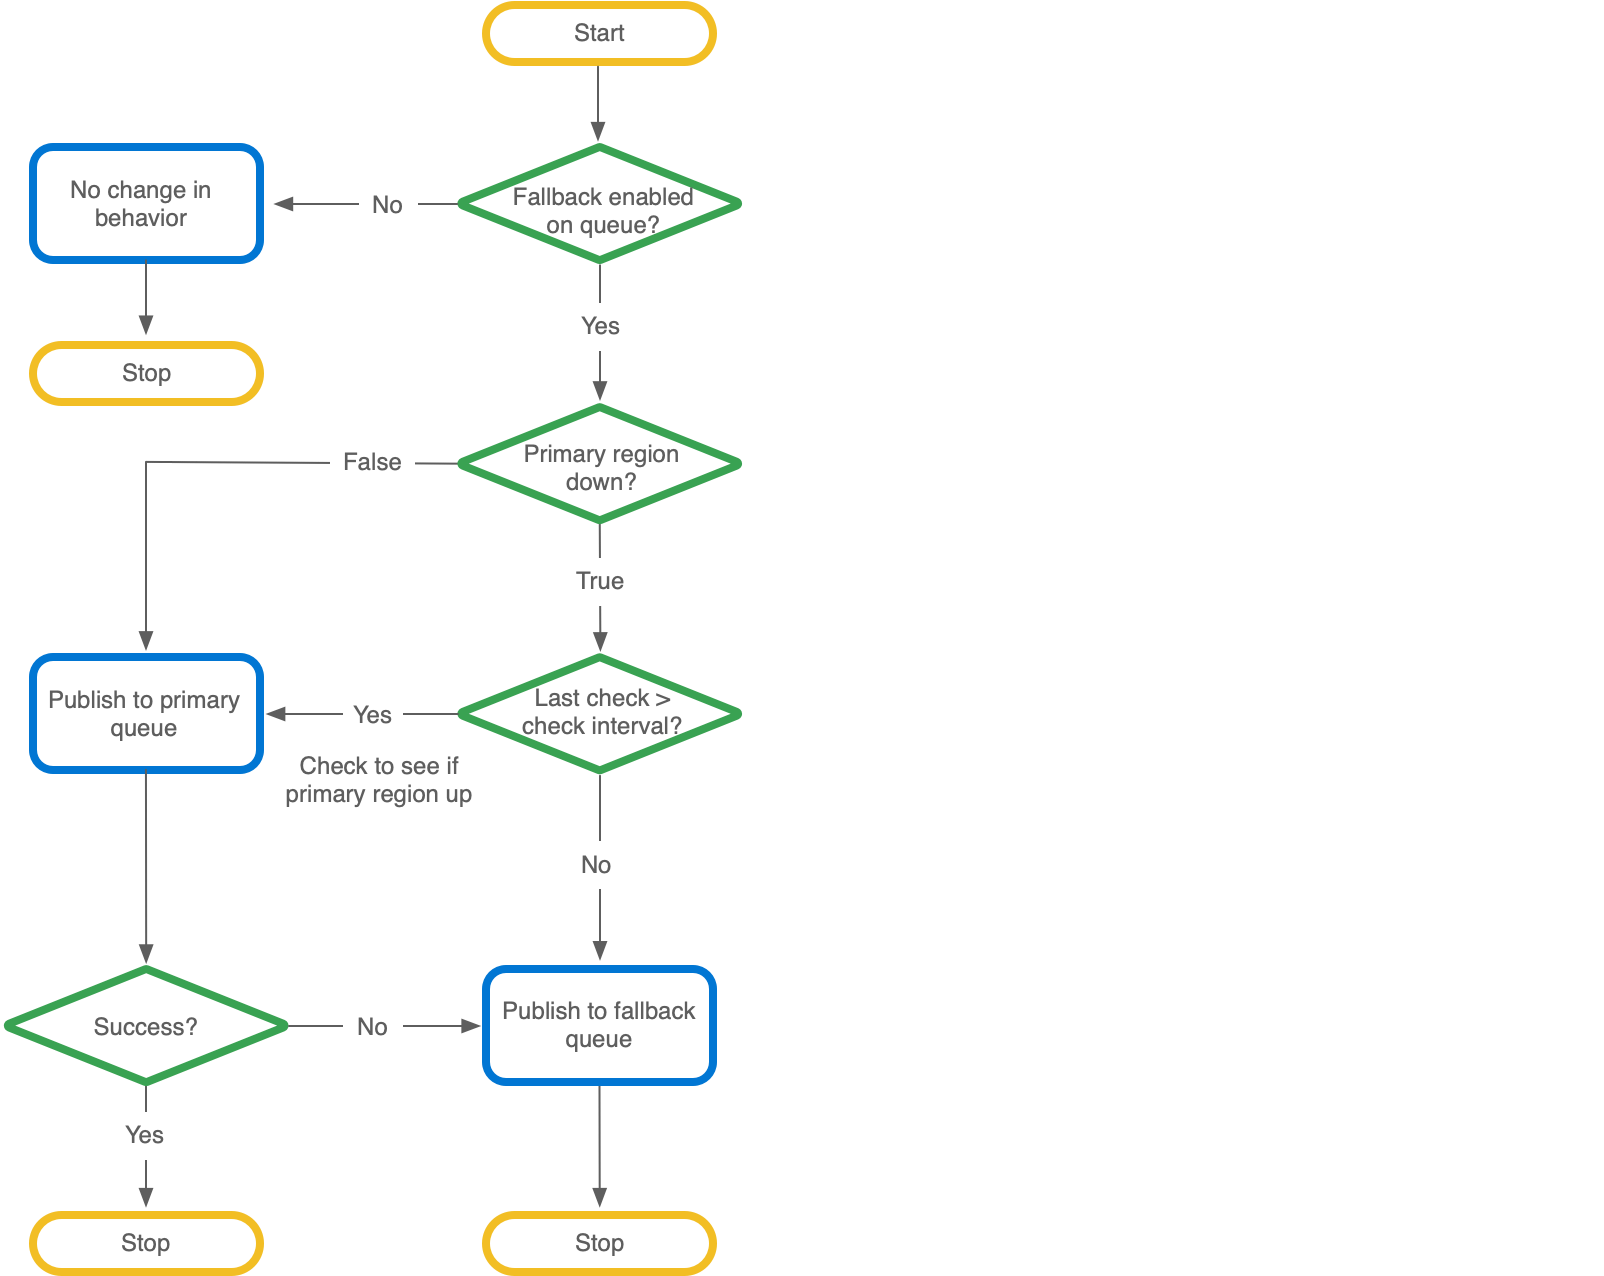 Start
Fallback enabled
on queue?
No
No change in
behavior
Stop
Yes
Primary region
down?
False
True
Last check >
check interval?
Yes
Check to see if
primary region up
Publish to primary
queue
No
Publish to fallback
queue
Success?
No
Yes
Stop
Stop